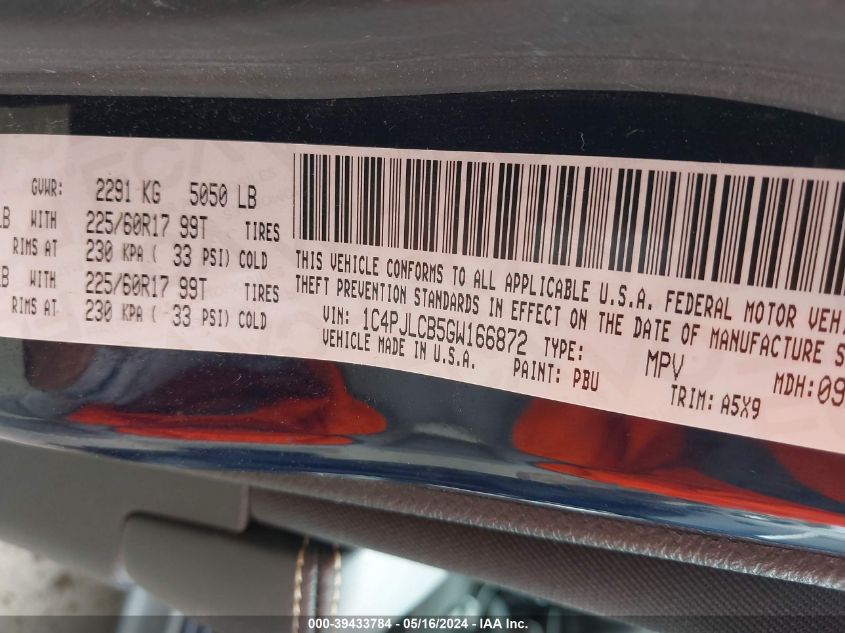 GVWR: 2291 KG 5050 LB
LB WITH 225/60R17 99T TIRES
RIMS AT 230 KPA ( 33 PSI) COLD
LB WITH 225/60R17 99T TIRES
RIMS AT 230 KPA ( 33 PSI) COLD
THIS VEHICLE CONFORMS TO ALL APPLICABLE U.S.A. FEDERAL MOTOR VEHI
THEFT PREVENTION STANDARDS IN EFFECT ON THE DATE OF MANUFACTURE S
VIN: 1C4PJLCB5GW166872 TYPE: MPV MDH: 09
VEHICLE MADE IN U.S.A. PAINT: PBU TRIM: A5X9
000-39433784 - 05/16/2024 - IAAI, Inc.